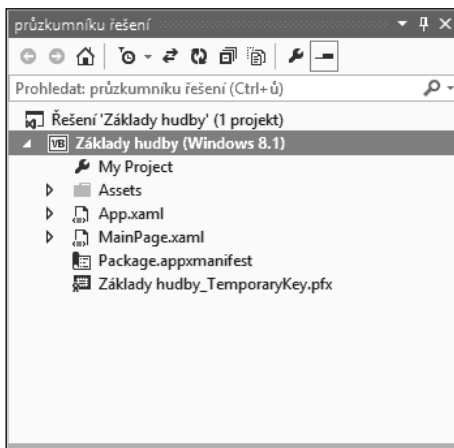 průzkumníku řešení
Prohledat: průzkumníku řešení (Ctrl+ů)
Řešení 'Základy hudby' (1 projekt)
VB Základy hudby (Windows 8.1)
My Project
Assets
App.xaml
MainPage.xaml
Package.appxmanifest
Základy hudby_TemporaryKey.pfx